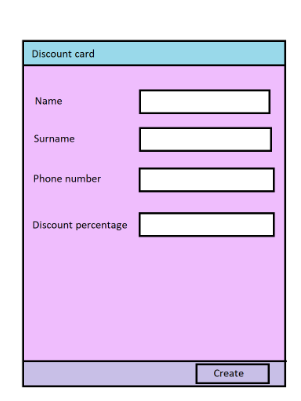 Discount card
Name
Surname
Phone number
Discount percentage
Create